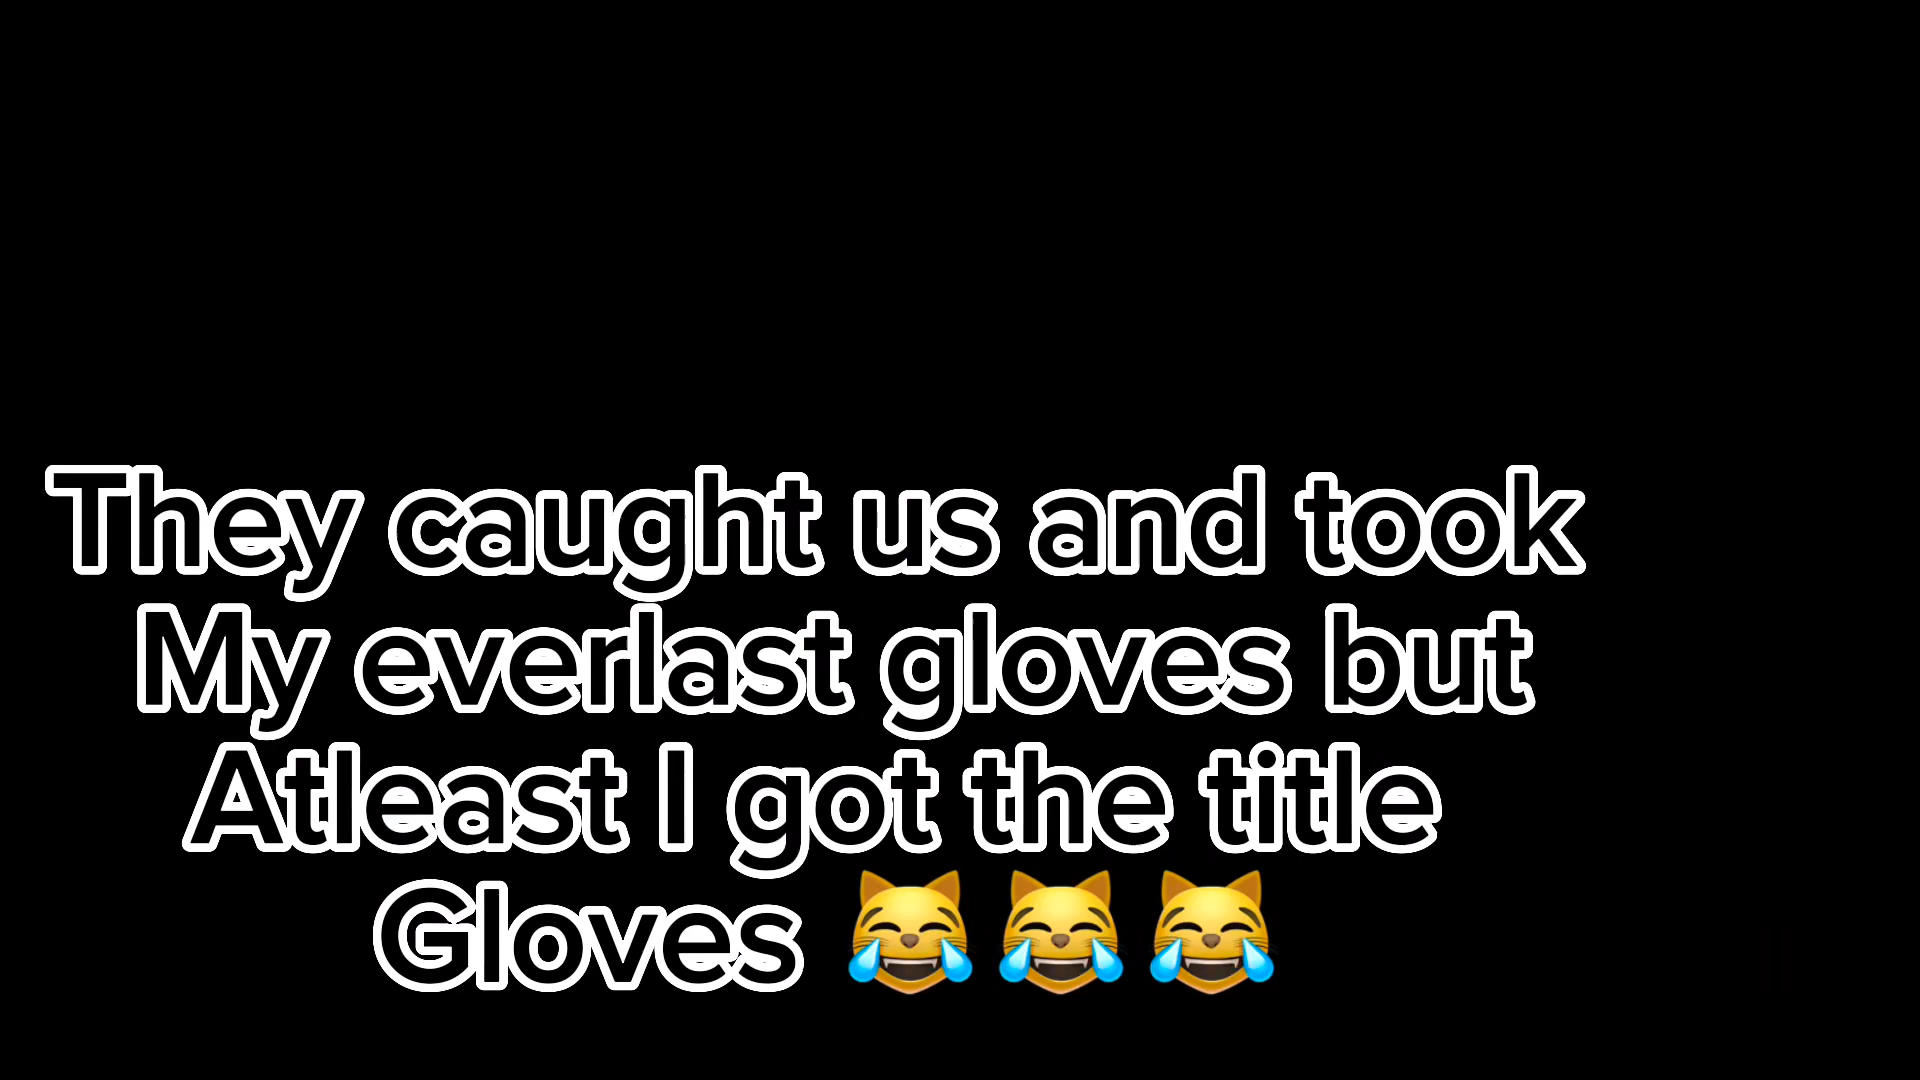 They caught us and took
My everlast gloves but
Atleast I got the title
Gloves 😹😹😹